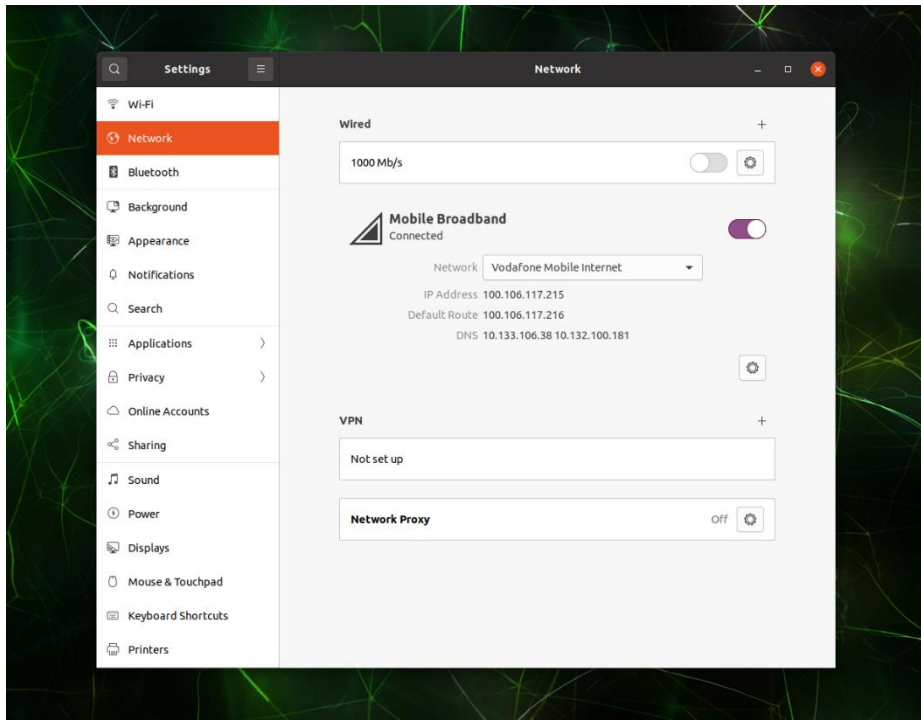 Settings
Network
Wi-Fi
Network
Bluetooth
Background
Appearance
Notifications
Search
Applications
Privacy
Online Accounts
Sharing
Sound
Power
Displays
Mouse & Touchpad
Keyboard Shortcuts
Printers
Wired
1000 Mb/s
Mobile Broadband
Connected
Network Vodafone Mobile Internet
IP Address 100.106.117.215
Default Route 100.106.117.216
DNS 10.133.106.38 10.132.100.181
VPN
Not set up
Network Proxy Off